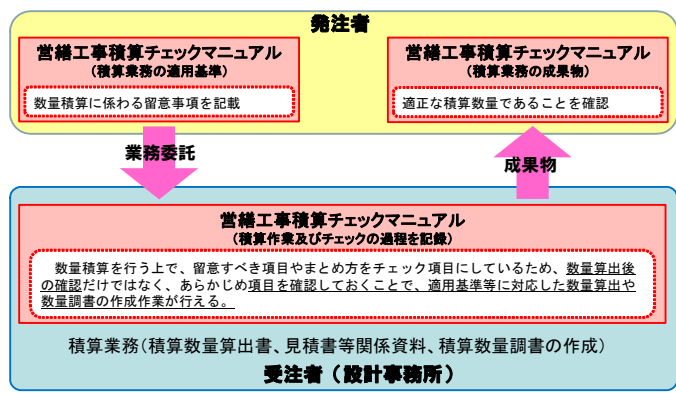 発注者
営繕工事積算チェックマニュアル
（積算業務の適用基準）
数量積算に係わる留意事項を記載
営繕工事積算チェックマニュアル
（積算業務の成果物）
適正な積算数量であることを確認
業務委託
成果物
営繕工事積算チェックマニュアル
（積算作業及びチェックの過程を記録）
数量積算を行う上で、留意すべき項目やまとめ方をチェック項目にしているため、数量算出後
の確認だけではなく、あらかじめ項目を確認しておくことで、適用基準等に対応した数量算出や
数量調書の作成作業が行える。
積算業務（積算数量算出書、見積書等関係資料、積算数量調書の作成）
受注者（設計事務所）